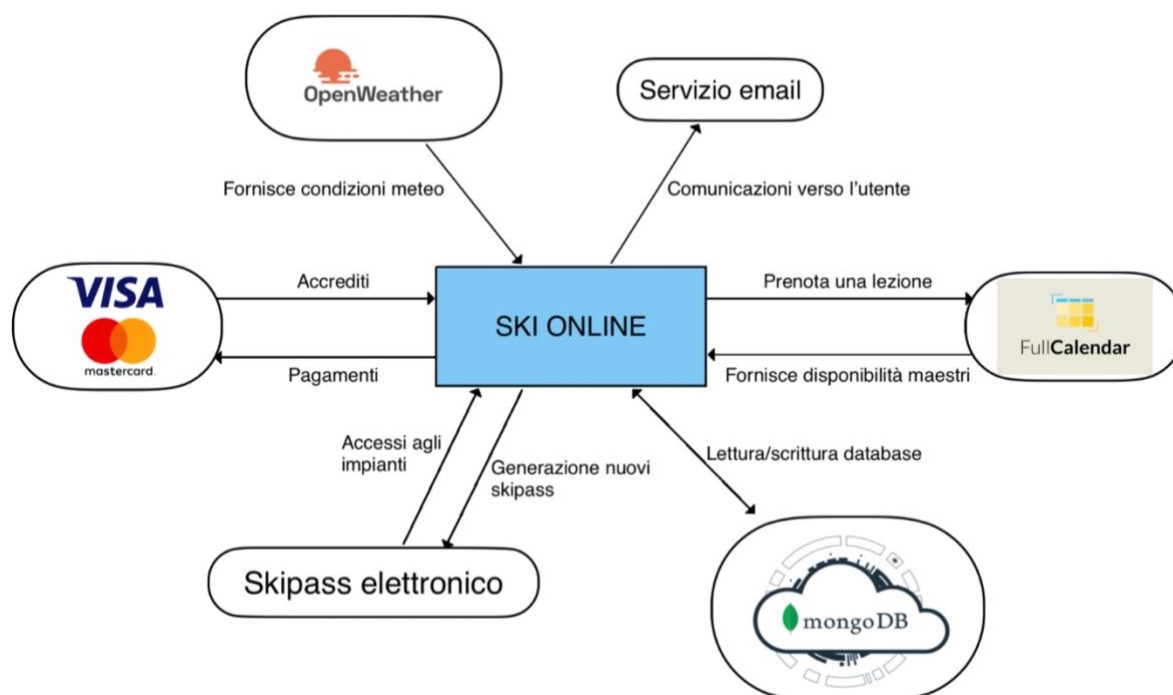 OpenWeather
Servizio email
Fornisce condizioni meteo
Comunicazioni verso l'utente
VISA
mastercard.
Accrediti
Pagamenti
SKI ONLINE
Prenota una lezione
Fornisce disponibilità maestri
FullCalendar
Accessi agli
impianti
Generazione nuovi
skipass
Lettura/scrittura database
Skipass elettronico
mongoDB